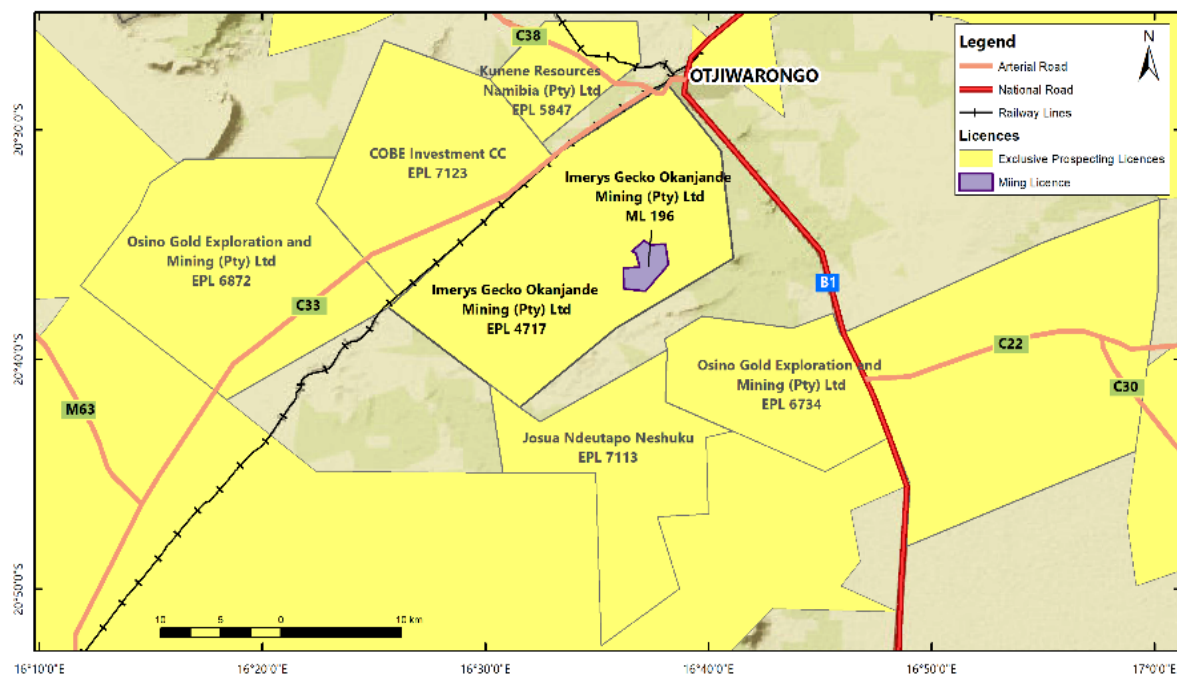 C38
Kunene Resources
Namibia (Pty) Ltd
EPL 5847
OTJIWARONGO
Legend
N
Arterial Road
National Road
Railway Lines
Licences
Exclusive Prospecting Licences
Miing Licence
20°30'0"S
COBE Investment CC
EPL 7123
Imerys Gecko Okanjande
Mining (Pty) Ltd
ML 196
Osino Gold Exploration and
Mining (Pty) Ltd
EPL 6872
C33
Imerys Gecko Okanjande
Mining (Pty) Ltd
EPL 4717
B1
20°40'0"S
C22
Osino Gold Exploration and
Mining (Pty) Ltd
EPL 6734
C30
M63
Josua Ndeutapo Neshuku
EPL 7113
20°50'0"S
10 5 0 10 km
16°10'0"E 16°20'0"E 16°30'0"E 16°40'0"E 16°50'0"E 17°0'0"E